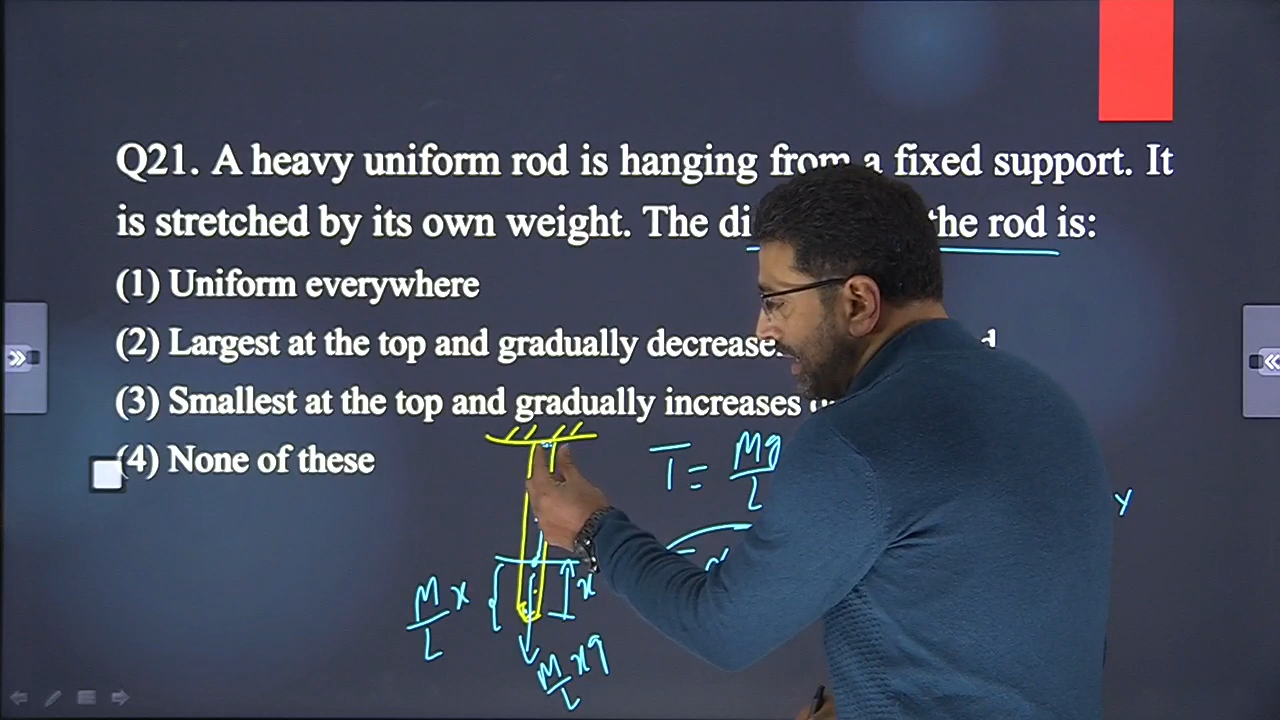 Q21. A heavy uniform rod is hanging from a fixed support. It
is stretched by its own weight. The the rod is:
(1) Uniform everywhere
(2) Largest at the top and gradually
(3) Smallest at the top and gradually increases
(4) None of these
T = Mg/L
M/L x
x
M/L xg
Y